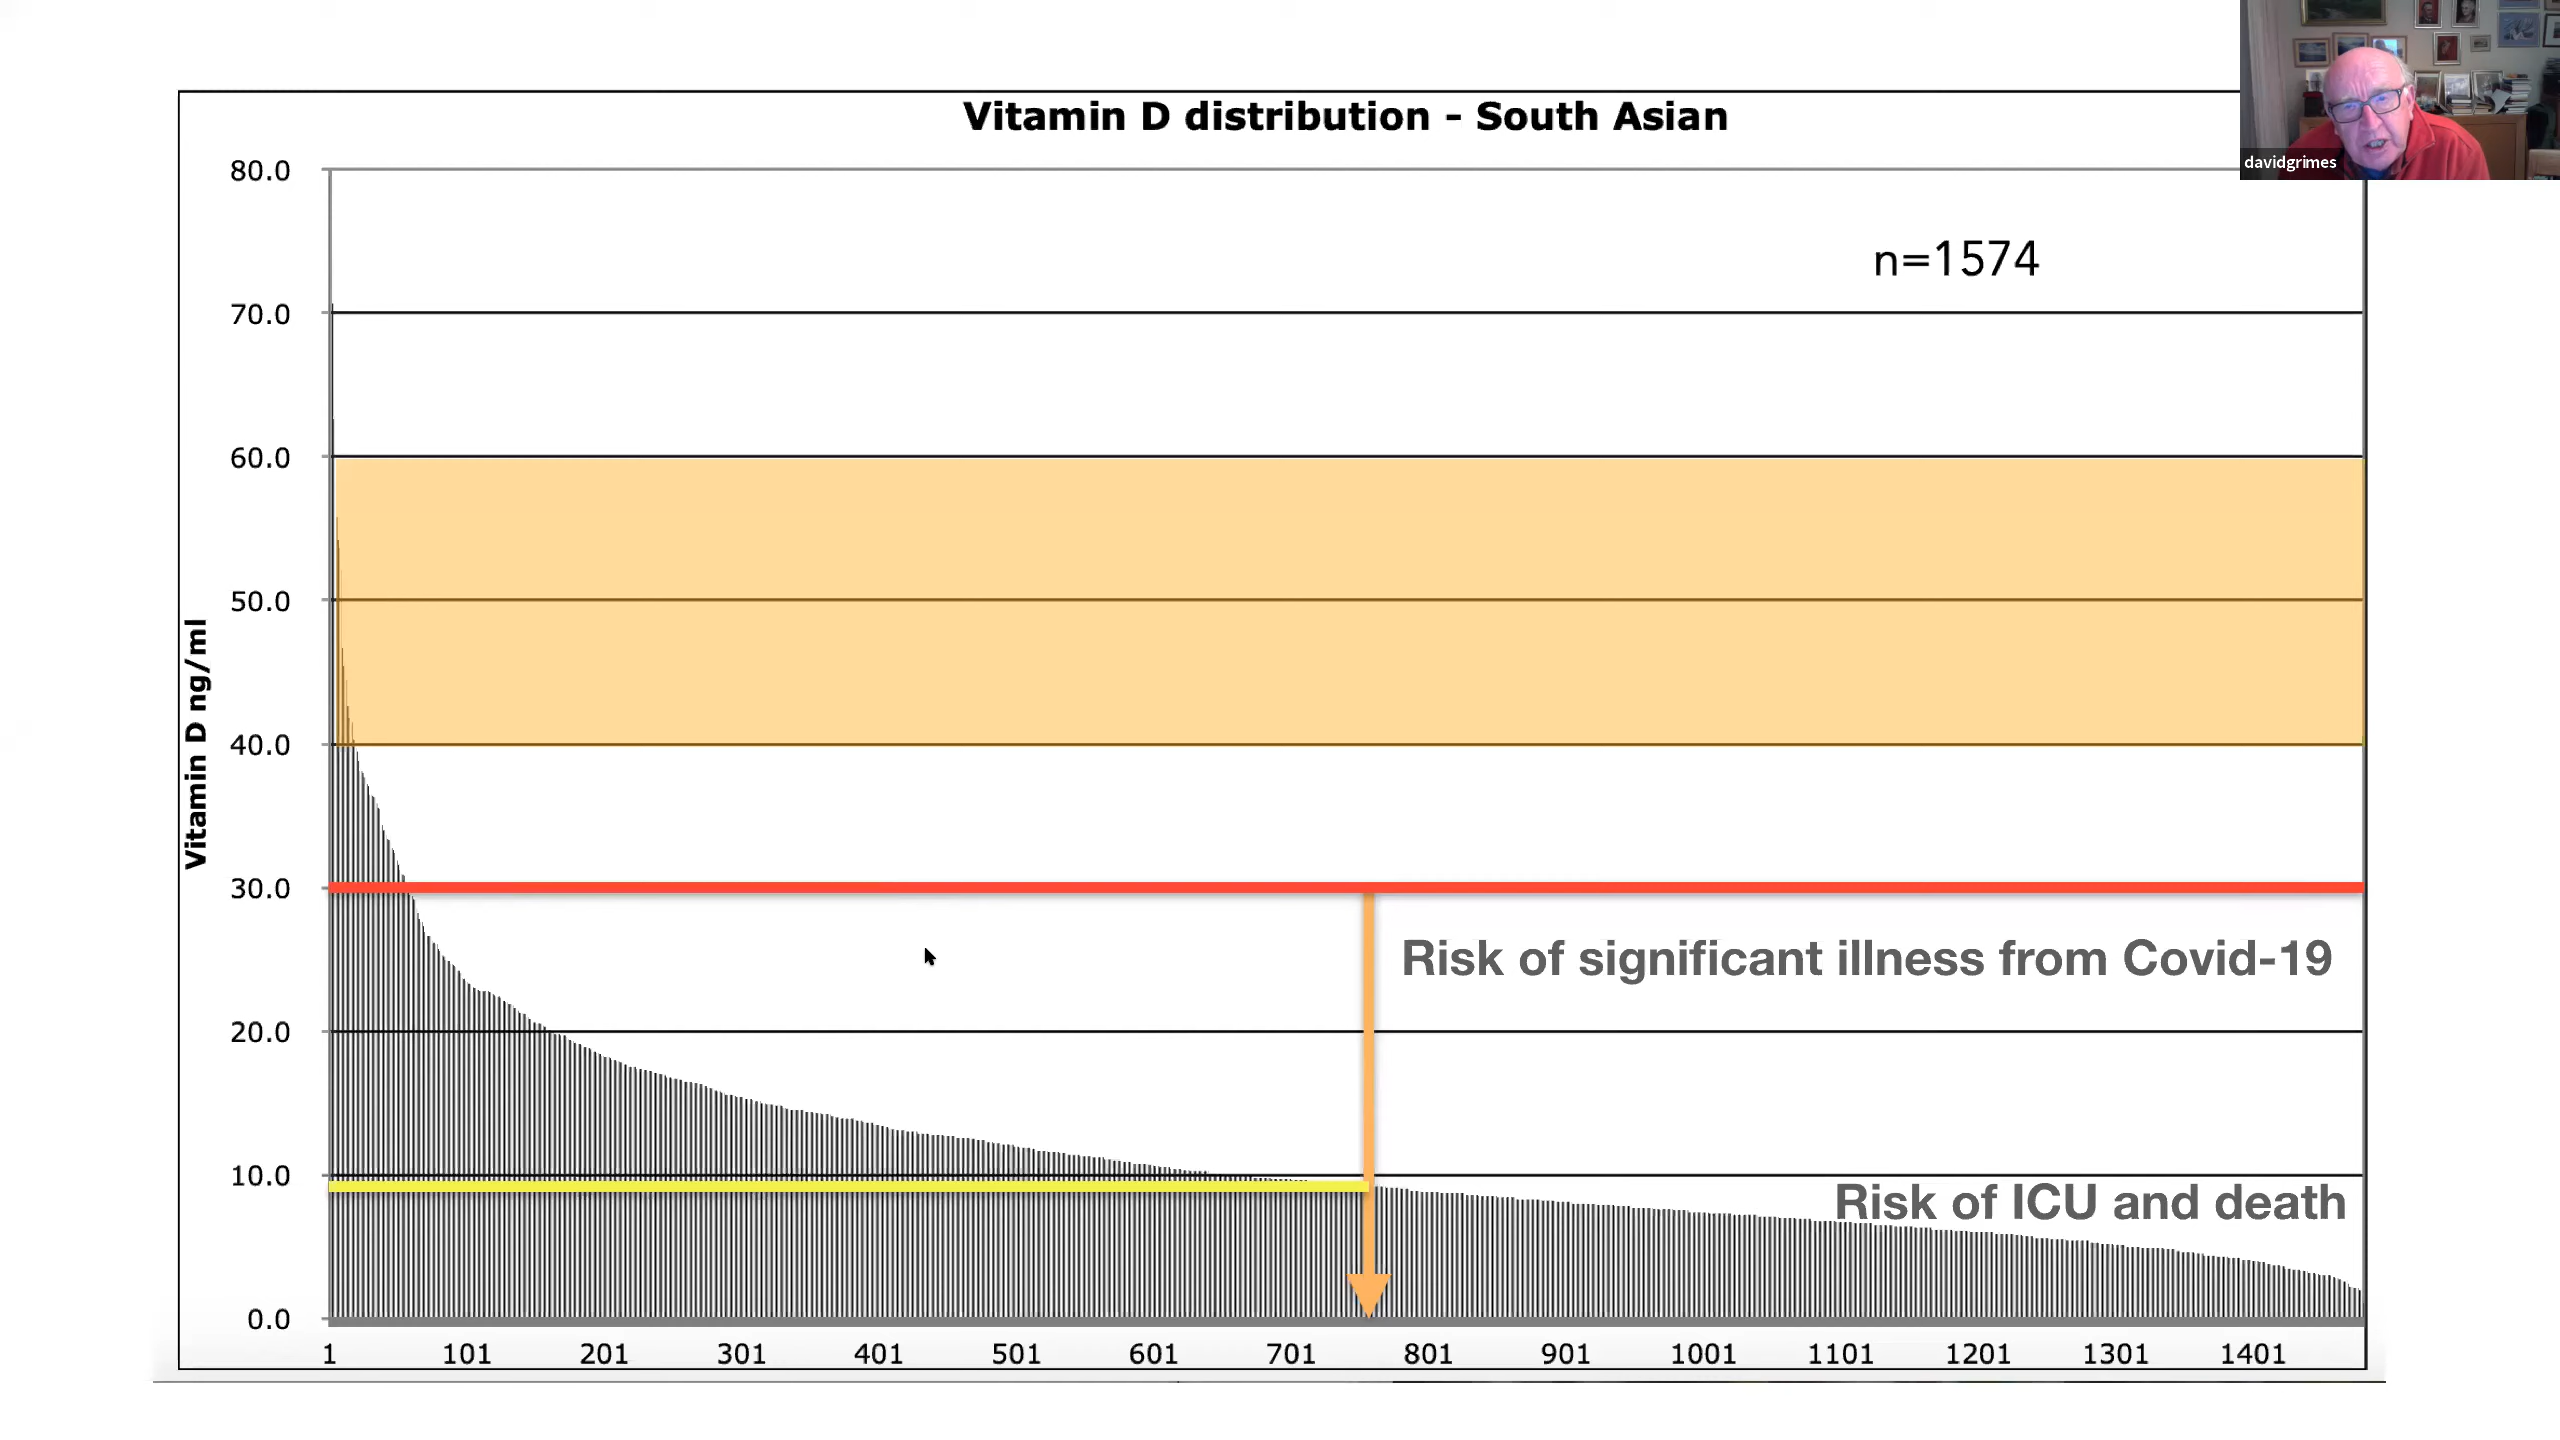 Vitamin D distribution - South Asian
davidgrimes
n=1574
Vitamin D ng/ml
80.0
70.0
60.0
50.0
40.0
30.0
20.0
10.0
0.0
Risk of significant illness from Covid-19
Risk of ICU and death
1 101 201 301 401 501 601 701 801 901 1001 1101 1201 1301 1401